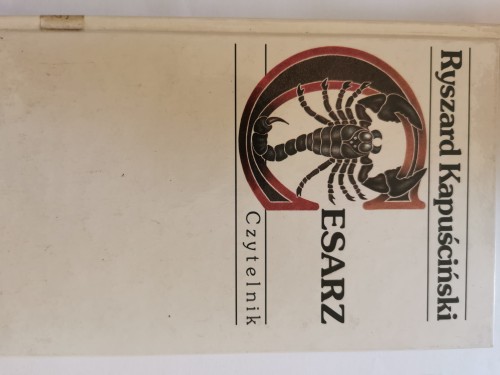 Ryszard Kapuściński
CESARZ
Czytelnik